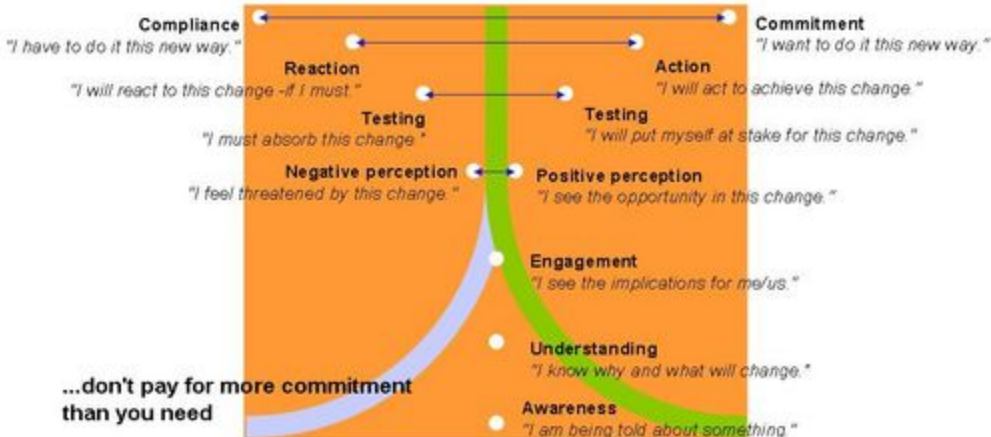 Compliance
"I have to do it this new way."
Commitment
"I want to do it this new way."
Reaction
"I will react to this change -if I must."
Action
"I will act to achieve this change."
Testing
"I must absorb this change."
Testing
"I will put myself at stake for this change."
Negative perception
"I feel threatened by this change."
Positive perception
"I see the opportunity in this change."
Engagement
"I see the implications for me/us."
Understanding
"I know why and what will change."
...don't pay for more commitment
than you need
Awareness
"I am being told about something."